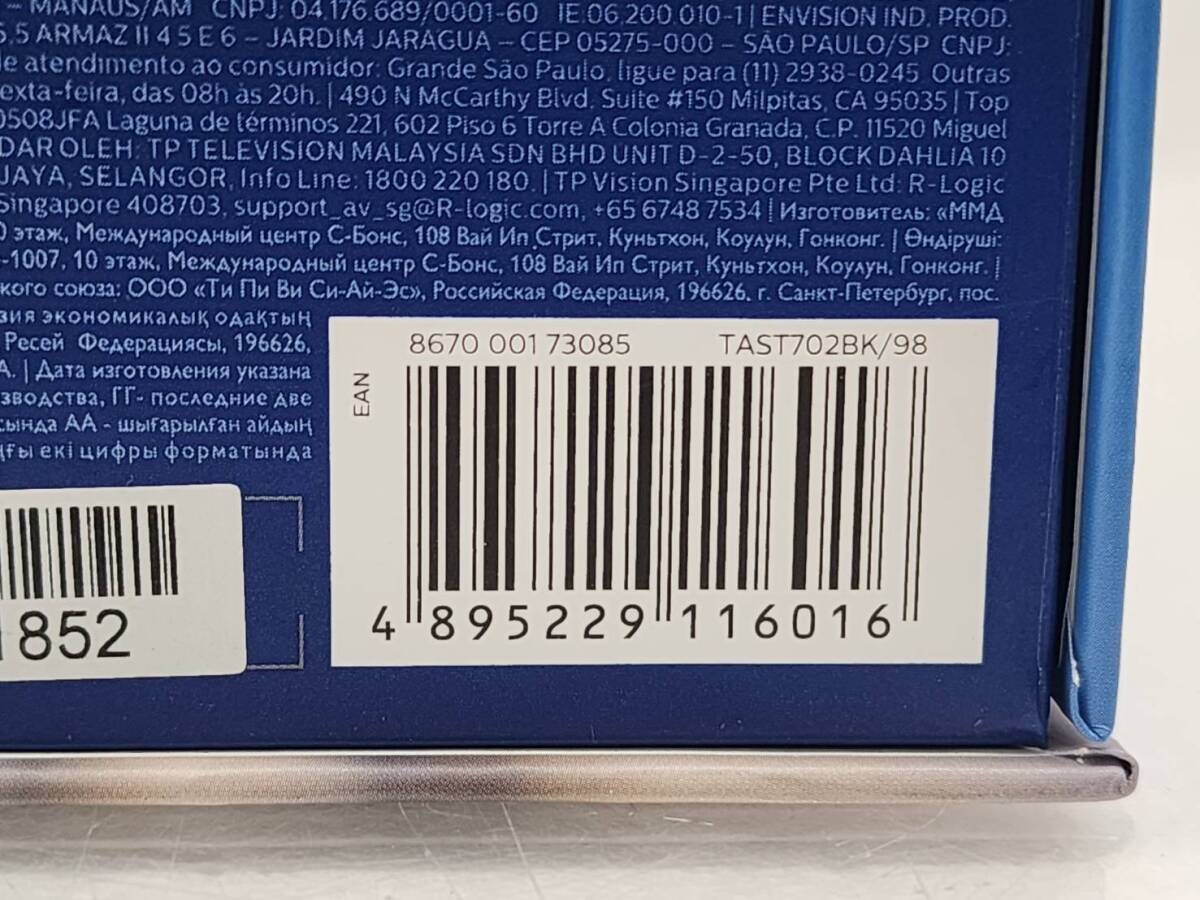 – MANAUS/AM CNPJ: 04.176.689/0001-60 IE:06.200.010-1 | ENVISION IND. PROD.
5,5 ARMAZ II 4 5 E 6 – JARDIM JARAGUA – CEP 05275-000 – SÃO PAULO/SP CNPJ:
de atendimento ao consumidor: Grande São Paulo, ligue para (11) 2938-0245 Outras
exta-feira, das 08h às 20h. | 490 N McCarthy Blvd. Suite #150 Milpitas, CA 95035 | Top
0508JFA Laguna de términos 221, 602 Piso 6 Torre A Colonia Granada, C.P. 11520 Miguel
DAR OLEH: TP TELEVISION MALAYSIA SDN BHD UNIT D-2-50, BLOCK DAHLIA 10
JAYA, SELANGOR, Info Line: 1800 220 180. | TP Vision Singapore Pte Ltd: R-Logic
Singapore 408703, support_av_sg@R-logic.com, +65 6748 7534 | Изготовитель: «ММД
0 этаж, Международный центр С-Бонс, 108 Вай Ип Стрит, Куньтхон, Коулун, Гонконг. | Өндіруші:
-1007, 10 этаж, Международный центр С-Бонс, 108 Вай Ип Стрит, Куньтхон, Коулун, Гонконг. |
кого союза: ООО «Ти Пи Ви Си-Ай-Эс», Российская Федерация, 196626, г. Санкт-Петербург, пос.
зия экономикалық одақтың
Ресей Федерациясы, 196626,
А. | Дата изготовления указана
зводства, ГГ- последние две
сында АА - шығарылған айдың
ңғы екі цифры форматында
8670 001 73085 TAST702BK/98
EAN
4 895229 116016
1852